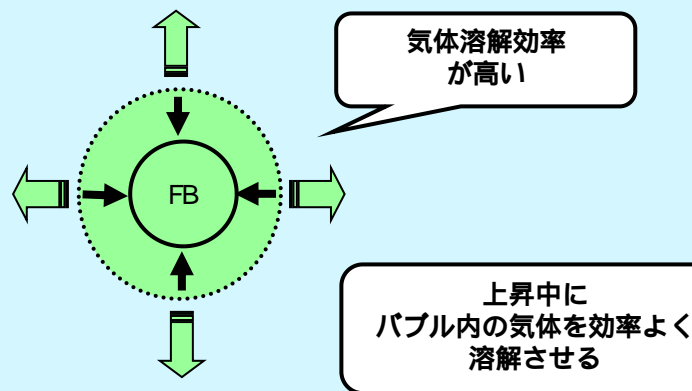 気体溶解効率
が高い
FB
上昇中に
バブル内の気体を効率よく
溶解させる